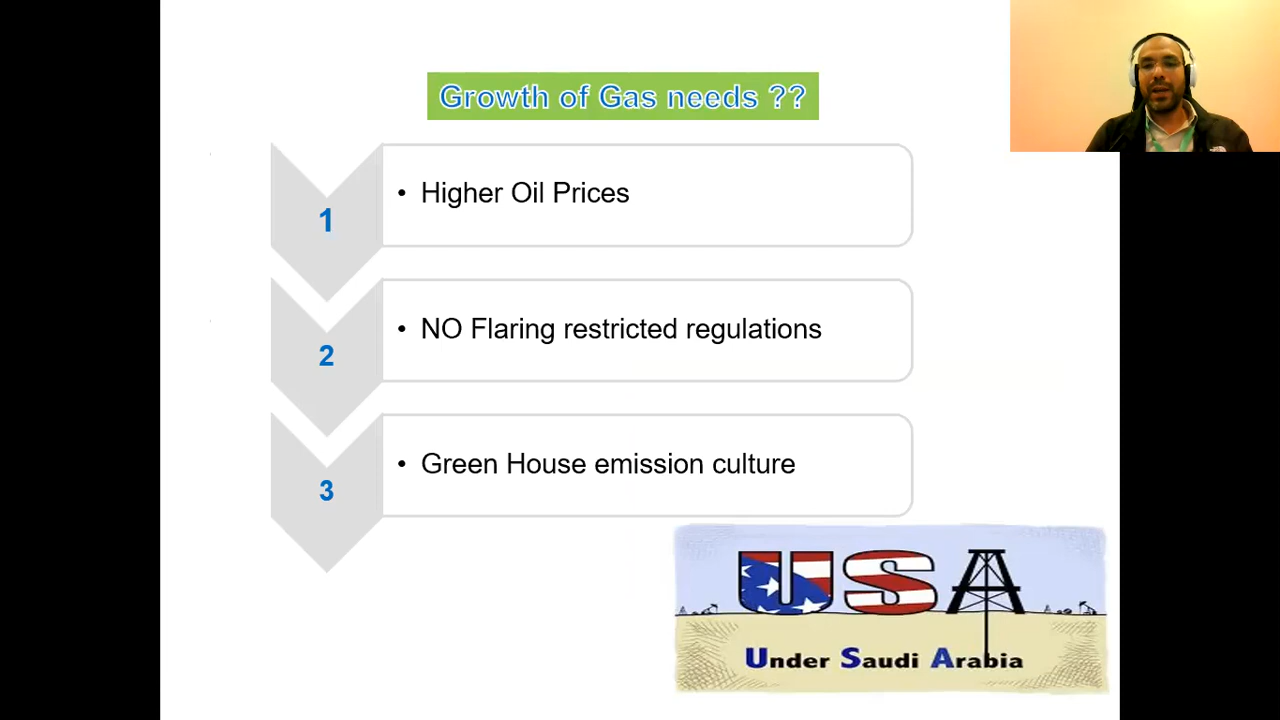 Growth of Gas needs ??
1
• Higher Oil Prices
2
• NO Flaring restricted regulations
3
• Green House emission culture
USA
Under Saudi Arabia